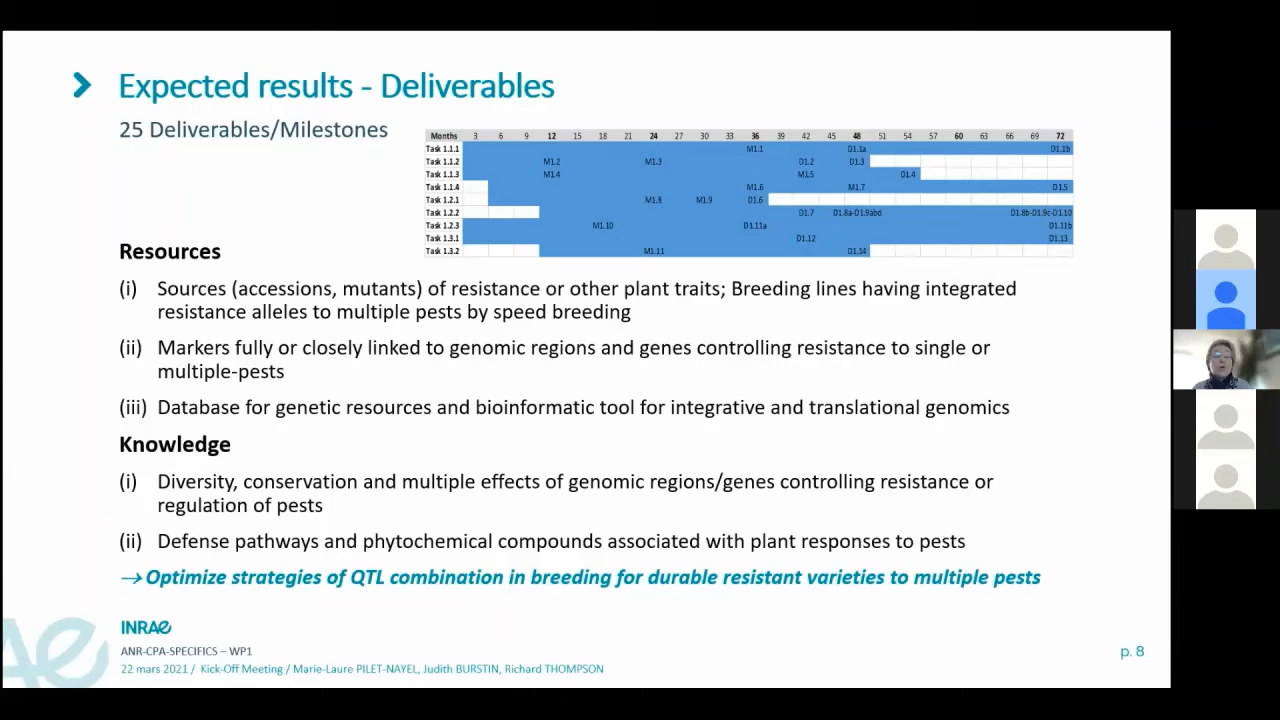 Expected results - Deliverables
25 Deliverables/Milestones
Months 3 6 9 12 15 18 21 24 27 30 33 36 39 42 45 48 51 54 57 60 63 66 69 72
Task 1.1.1 M1.1 D1.1a D1.1b
Task 1.1.2 M1.2 M1.3 D1.2 D1.3
Task 1.1.3 M1.4 M1.5 D1.4
Task 1.1.4 M1.6 M1.7 D1.5
Task 1.2.1 M1.8 M1.9 D1.6
Task 1.2.2 D1.7 D1.8a-D1.9abd D1.8b-D1.9c-D1.10
Task 1.2.3 M1.10 D1.11a D1.11b
Task 1.3.1 D1.12 D1.13
Task 1.3.2 M1.11 D1.14
Resources
(i) Sources (accessions, mutants) of resistance or other plant traits; Breeding lines having integrated
resistance alleles to multiple pests by speed breeding
(ii) Markers fully or closely linked to genomic regions and genes controlling resistance to single or
multiple-pests
(iii) Database for genetic resources and bioinformatic tool for integrative and translational genomics
Knowledge
(i) Diversity, conservation and multiple effects of genomic regions/genes controlling resistance or
regulation of pests
(ii) Defense pathways and phytochemical compounds associated with plant responses to pests
→ Optimize strategies of QTL combination in breeding for durable resistant varieties to multiple pests
INRAE
ANR-CPA-SPECIFICS – WP1
22 mars 2021 / Kick-Off Meeting / Marie-Laure PILET-NAYEL, Judith BURSTIN, Richard THOMPSON
p. 8